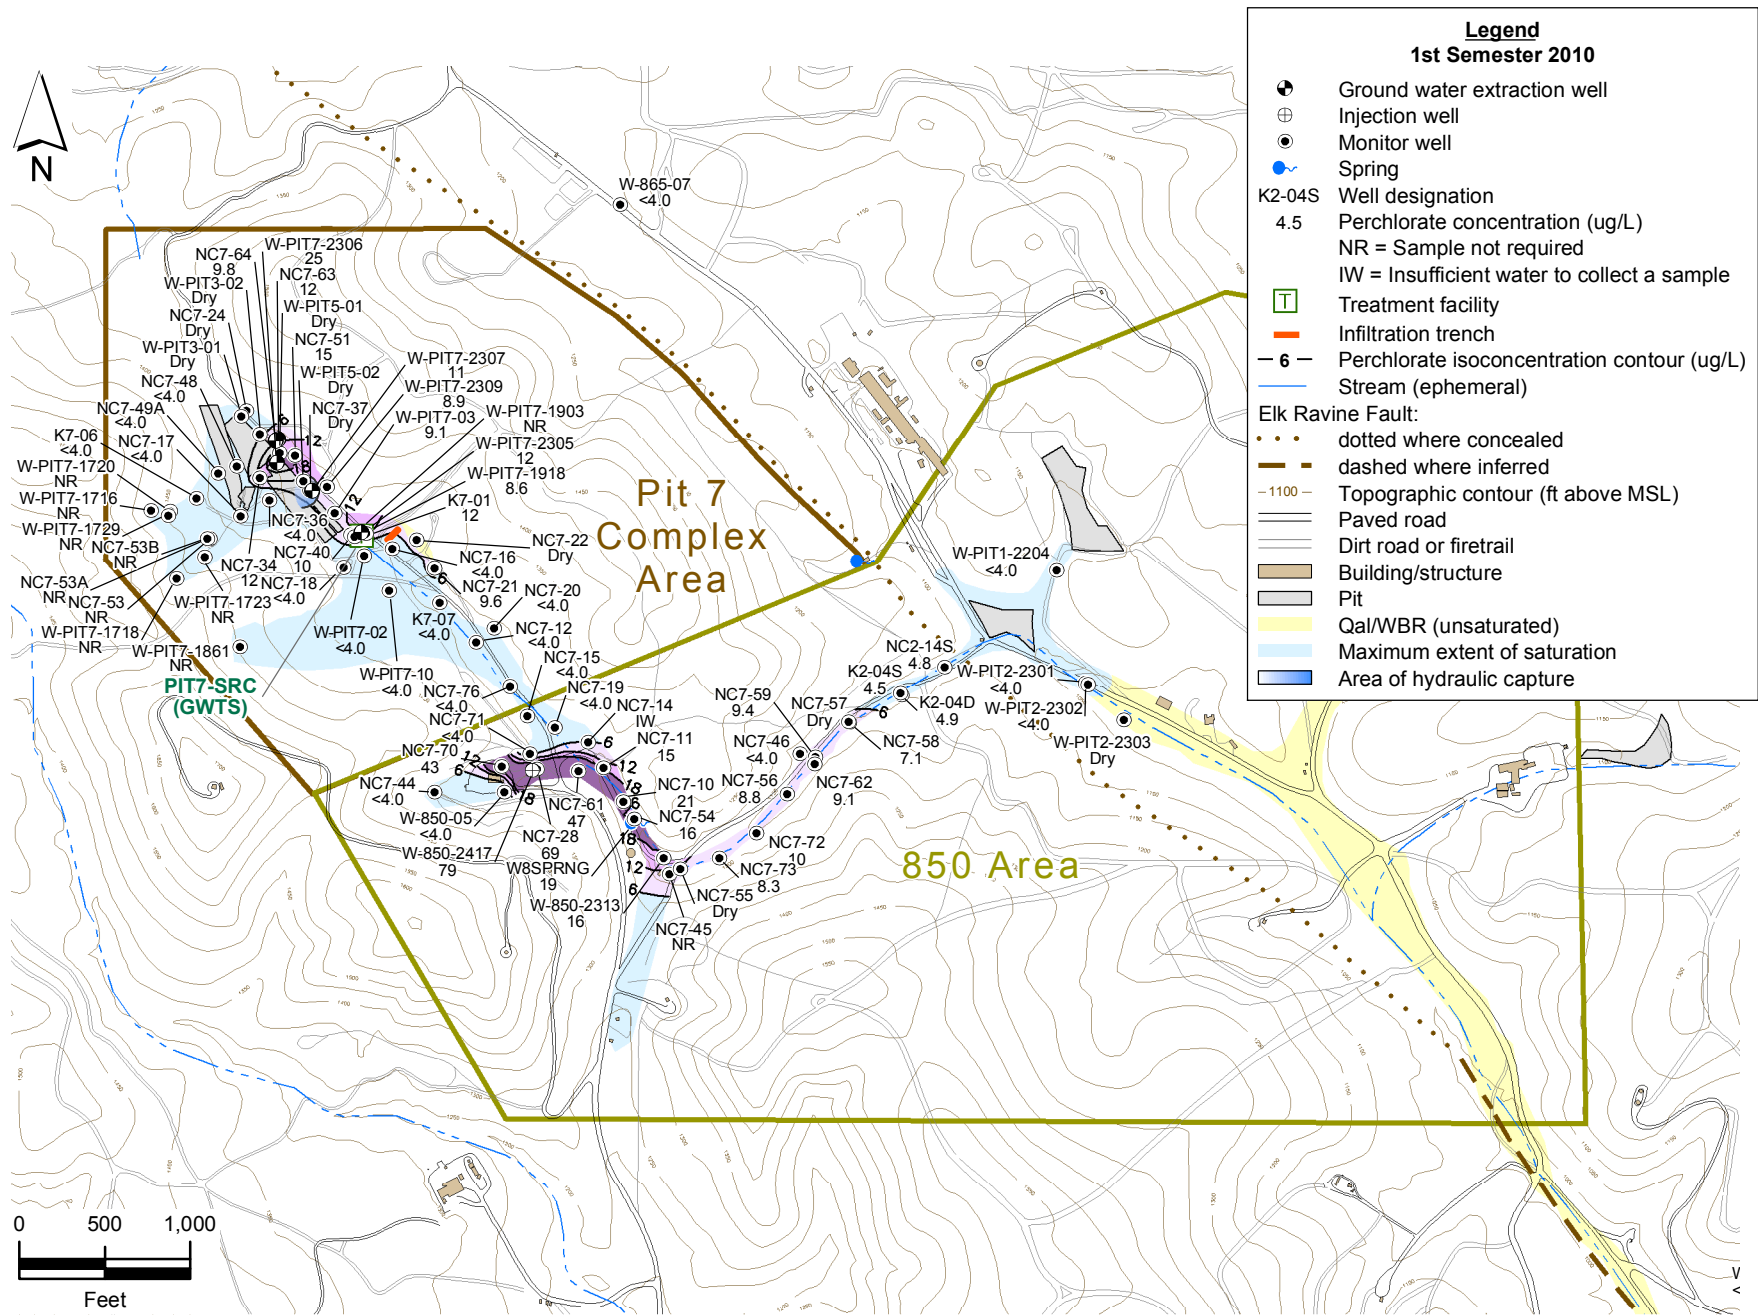 Legend
1st Semester 2010
Ground water extraction well
Injection well
Monitor well
Spring
K2-04S Well designation
4.5 Perchlorate concentration (ug/L)
NR = Sample not required
IW = Insufficient water to collect a sample
T Treatment facility
Infiltration trench
6 Perchlorate isoconcentration contour (ug/L)
Stream (ephemeral)
Elk Ravine Fault:
dotted where concealed
dashed where inferred
1100 Topographic contour (ft above MSL)
Paved road
Dirt road or firetrail
Building/structure
Pit
Qal/WBR (unsaturated)
Maximum extent of saturation
Area of hydraulic capture
N
W-865-07
<4.0
W-PIT7-2306
25
NC7-64
9.8
NC7-63
12
W-PIT3-02
Dry
W-PIT5-01
Dry
NC7-24
Dry
NC7-51
15
W-PIT3-01
Dry
W-PIT5-02
Dry
W-PIT7-2307
11
NC7-48
<4.0
W-PIT7-2309
8.9
NC7-49A
<4.0
NC7-37
Dry
W-PIT7-03
9.1
W-PIT7-1903
NR
K7-06
<4.0
NC7-17
<4.0
W-PIT7-2305
12
W-PIT7-1720
NR
W-PIT7-1918
8.6
W-PIT7-1716
NR
K7-01
12
W-PIT7-1729
NR
NC7-36
<4.0
NC7-53B
NR
NC7-40
10
NC7-22
Dry
NC7-16
<4.0
NC7-34
12
NC7-18
<4.0
NC7-21
9.6
NC7-53A
NR
NC7-53
NR
W-PIT7-1723
NR
NC7-20
<4.0
K7-07
<4.0
W-PIT7-1718
NR
W-PIT7-02
<4.0
NC7-12
<4.0
W-PIT7-1861
NR
PIT7-SRC
(GWTS)
W-PIT7-10
<4.0
NC7-15
<4.0
NC7-76
<4.0
NC7-19
<4.0
NC7-71
<4.0
NC7-14
IW
NC7-70
43
NC7-11
15
NC7-44
<4.0
NC7-10
21
W-850-05
<4.0
NC7-61
47
NC7-54
16
W-850-2417
79
NC7-28
69
W8SPRNG
19
W-850-2313
16
NC7-45
NR
NC7-55
Dry
NC7-73
8.3
NC7-72
10
NC7-56
8.8
NC7-62
9.1
NC7-46
<4.0
NC7-59
9.4
NC7-57
Dry
NC7-58
7.1
K2-04S
4.5
K2-04D
4.9
NC2-14S
4.8
W-PIT1-2204
<4.0
W-PIT2-2301
<4.0
W-PIT2-2302
<4.0
W-PIT2-2303
Dry
Pit 7
Complex
Area
850 Area
6
12
18
12
6
12
6
18
6
12
18
6
18
12
6
6
0 500 1,000
Feet